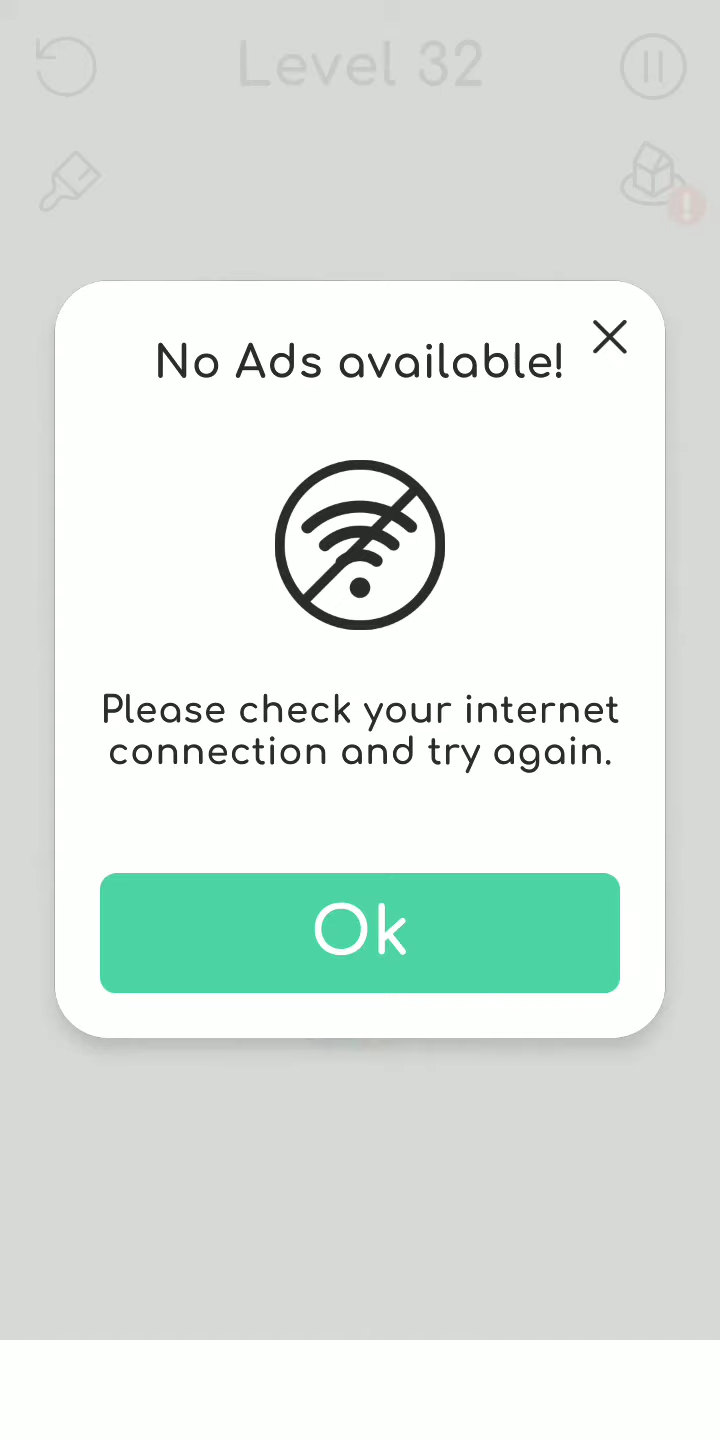 Level 32
!
No Ads available!
Please check your internet
connection and try again.
Ok